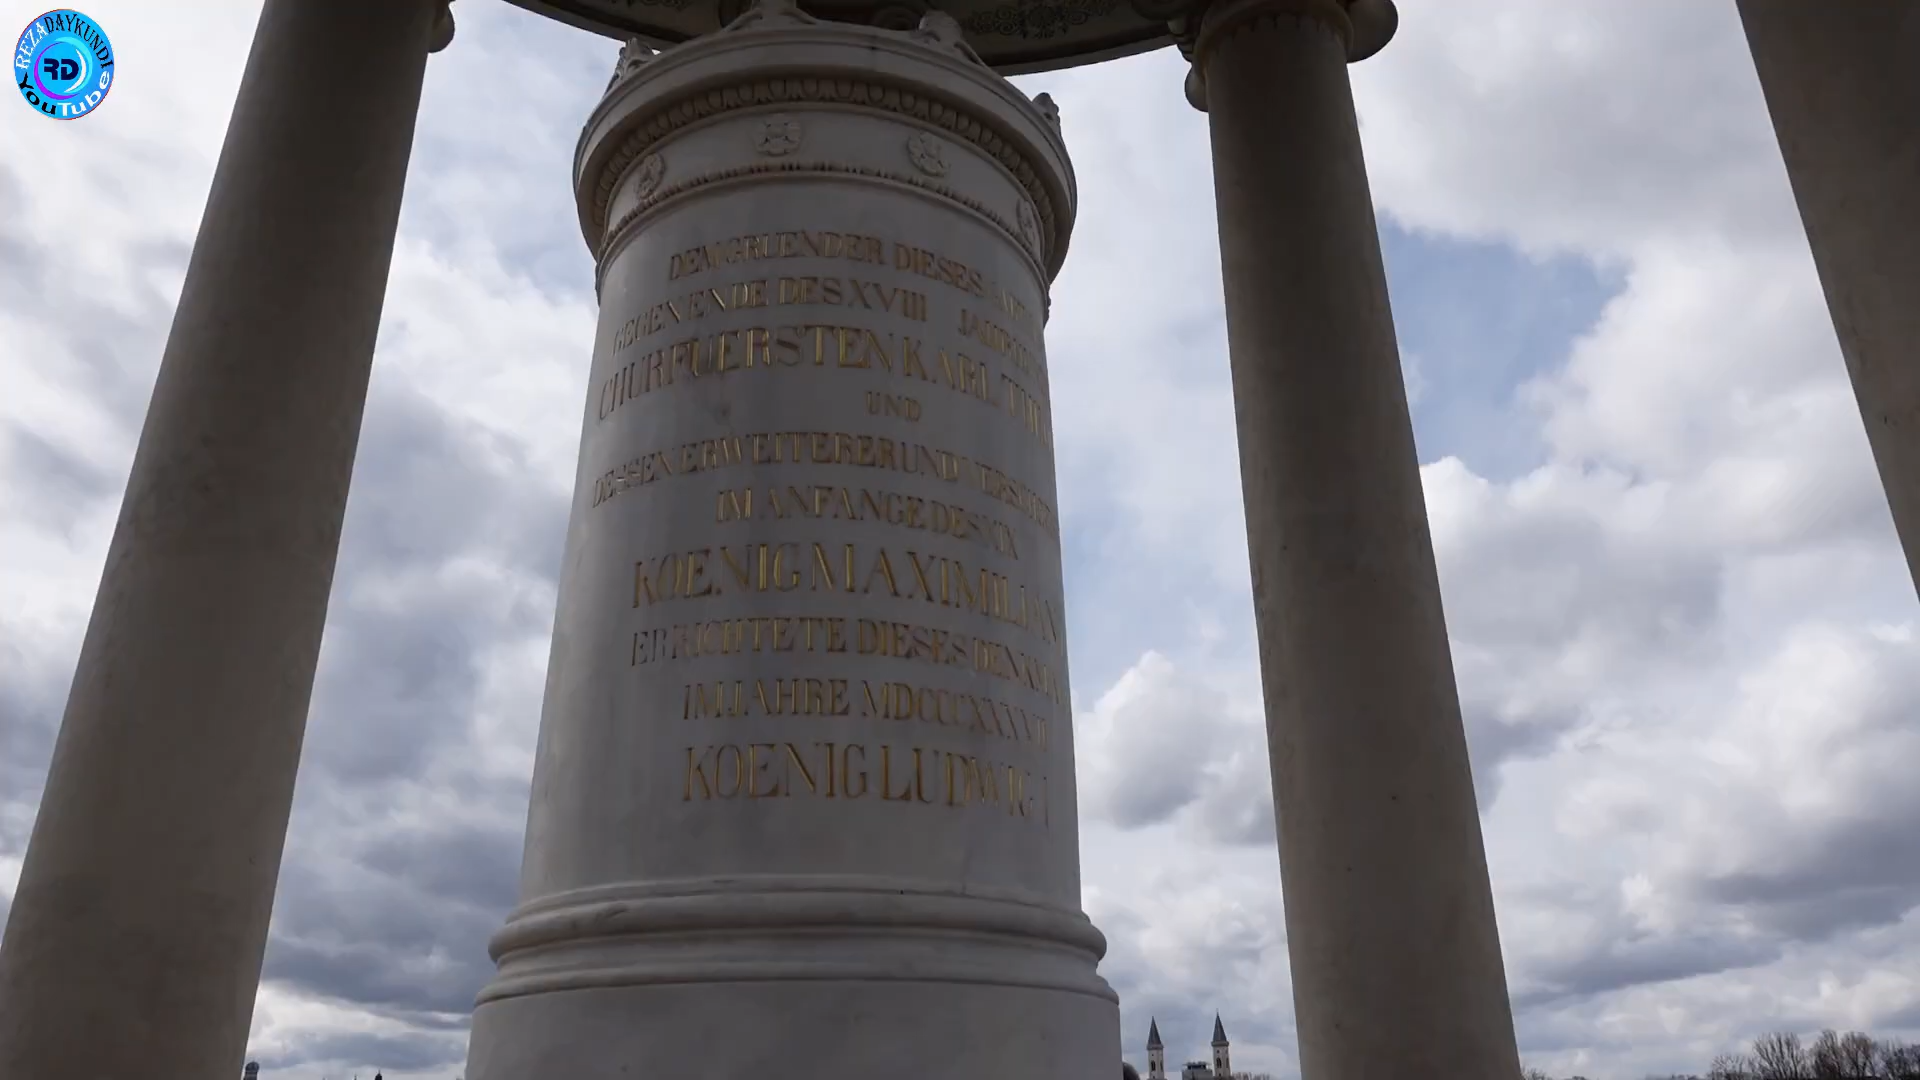 REZADAYKUNDI
RD
YouTube
DEM GRUENDER DIESES
GEGEN ENDE DES XVIII
CHURFUERSTEN KARL
UND
DESSEN ERWEITERER UND
IM ANFANGE DES XIX
KOENIG MAXIMILIAN
ERRICHTETE DIESES DENKMA
IM JAHRE MDCCCXXXVII
KOENIG LUDWIG I